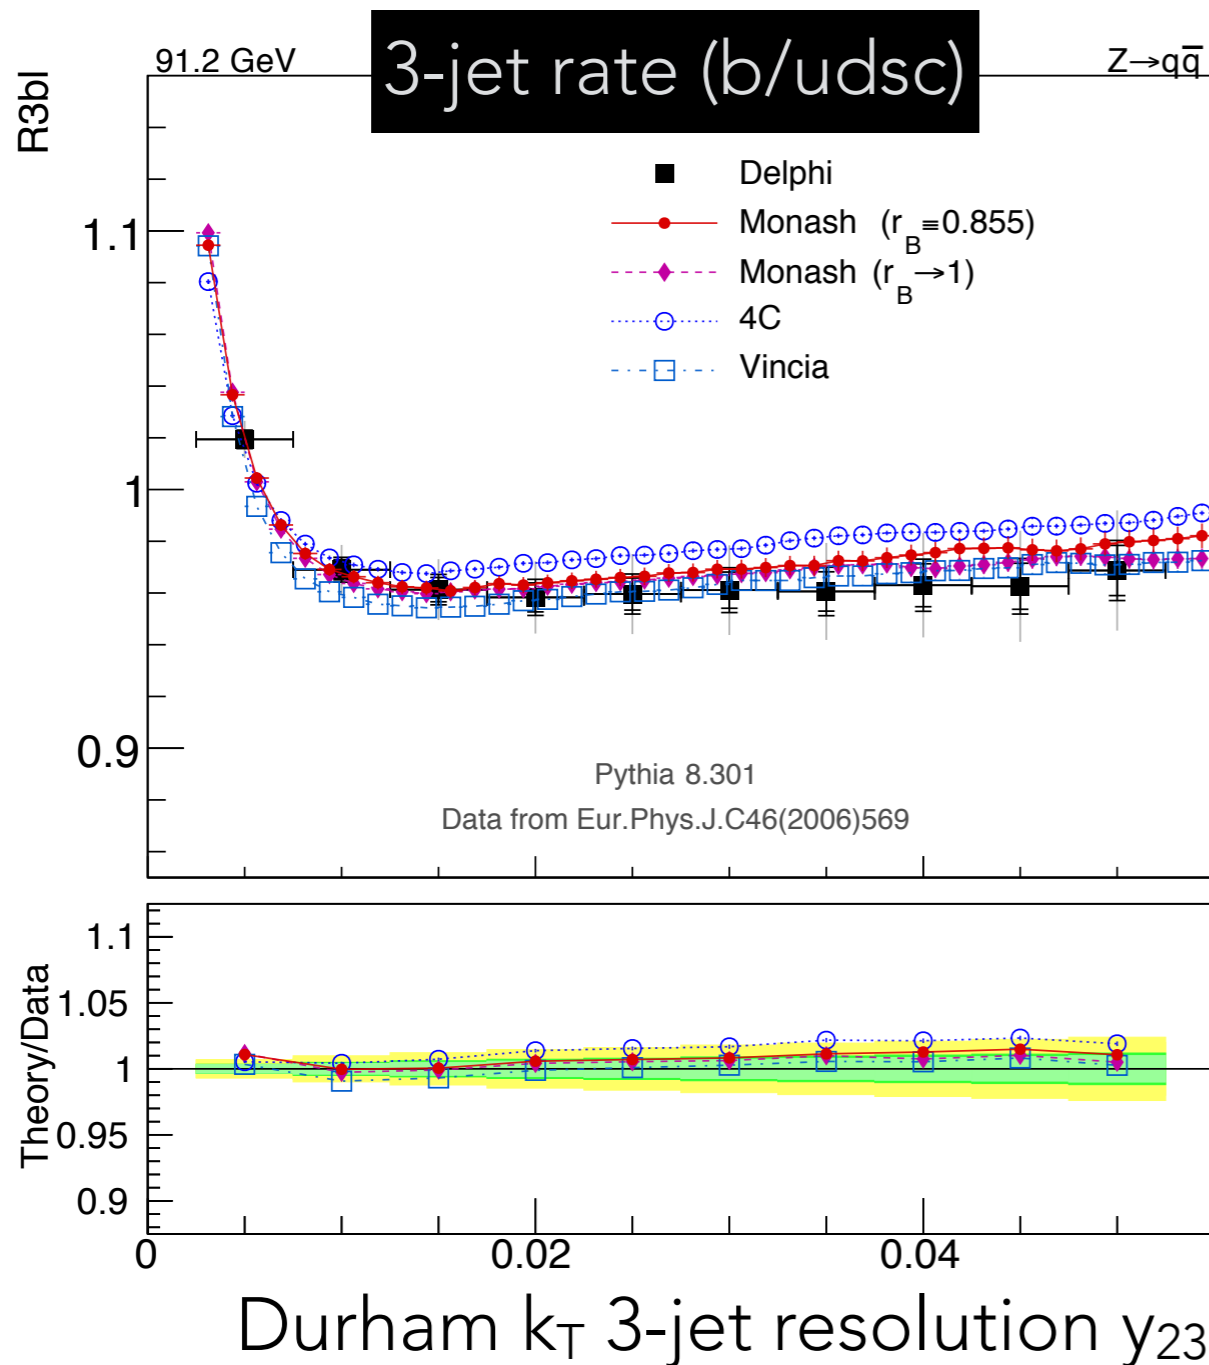 3-jet rate (b/udsc)
91.2 GeV
Z→qq̅
R3bl
Delphi
Monash (r_B=0.855)
Monash (r_B→1)
4C
Vincia
1.1
1
0.9
Pythia 8.301
Data from Eur.Phys.J.C46(2006)569
Theory/Data
1.1
1.05
1
0.95
0.9
0 0.02 0.04
Durham k_T 3-jet resolution y_23